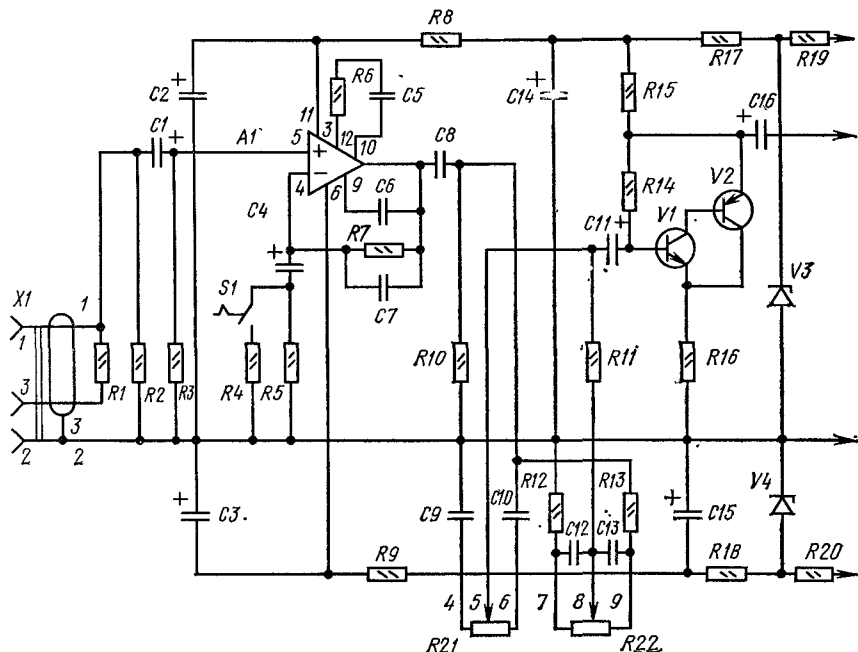 R8
R17
R19
C2
+
R6
C5
C14
+
R15
C16
+
11
3
12
10
C1
+
A1
5
+
−
4
6
9
C8
R14
V2
C4
+
C6
C11
+
V1
R7
X1
1
1
S1
C7
V3
3
R1
R2
R3
R4
R5
R10
R11
R16
3
2
2
+
C3
C9
C10
R12
R13
C12
C13
+
C15
V4
R9
R18
R20
4
5
6
7
8
9
R21
R22